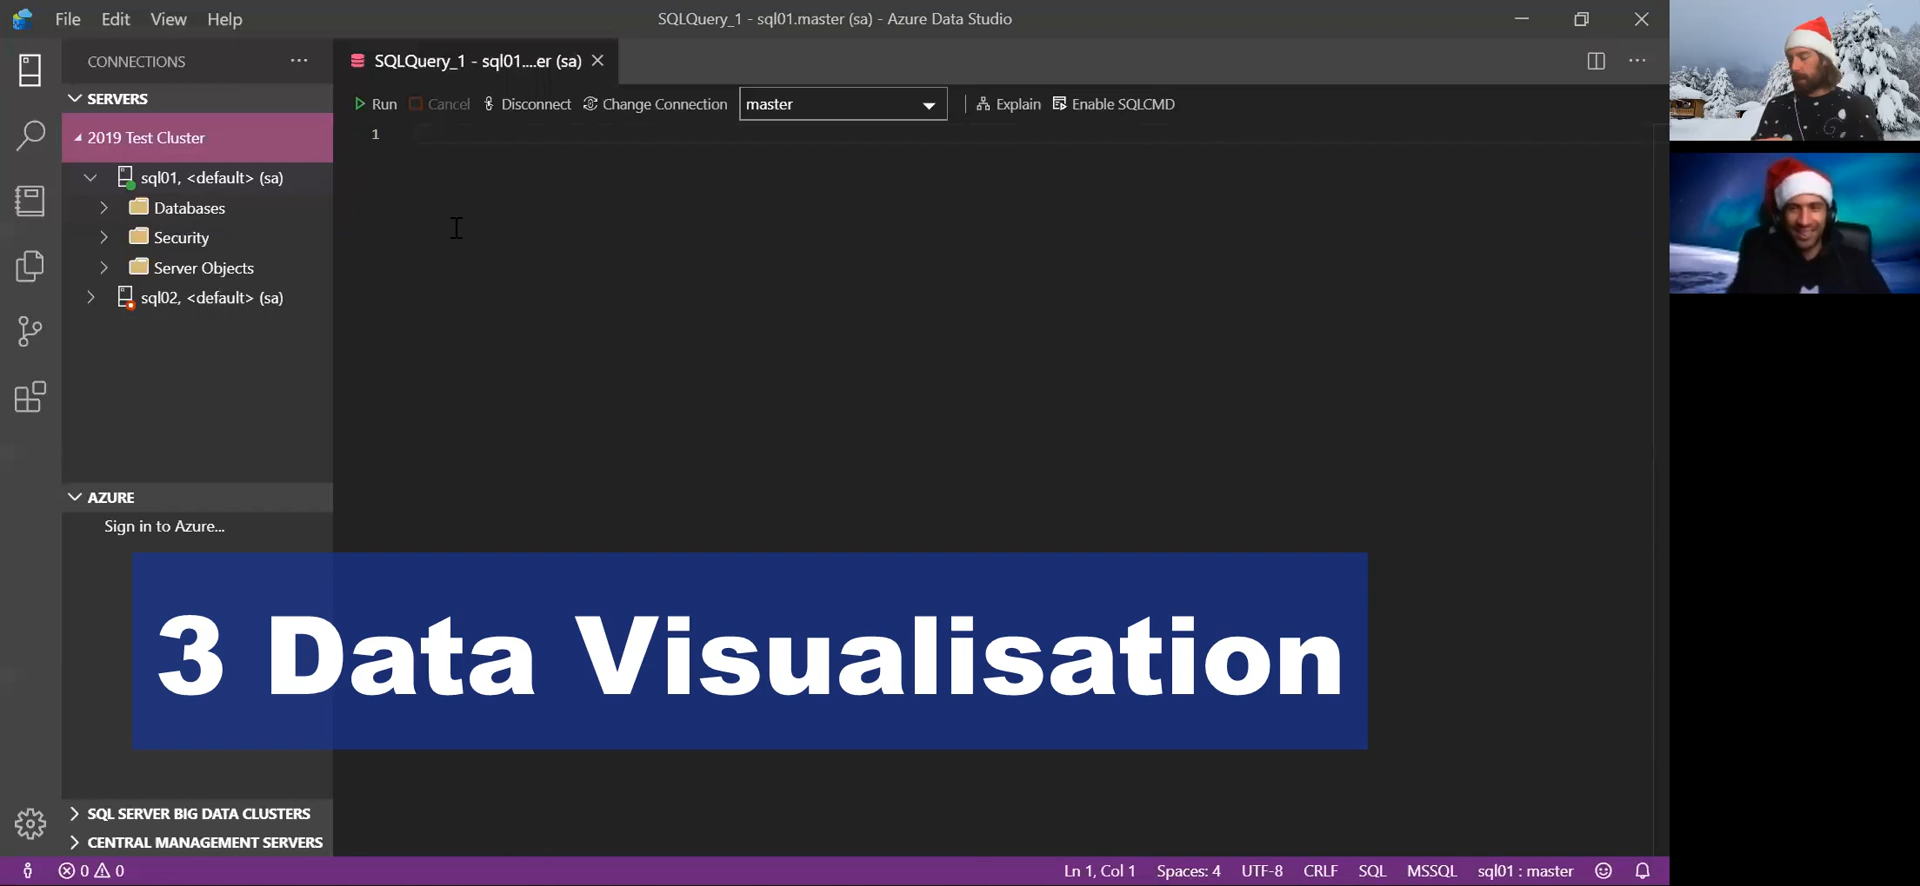 File Edit View Help
SQLQuery_1 - sql01.master (sa) - Azure Data Studio
CONNECTIONS
SQLQuery_1 - sql01....er (sa)
SERVERS
Run Cancel Disconnect Change Connection master Explain Enable SQLCMD
1
2019 Test Cluster
sql01, <default> (sa)
Databases
Security
Server Objects
sql02, <default> (sa)
AZURE
Sign in to Azure...
3 Data Visualisation
SQL SERVER BIG DATA CLUSTERS
CENTRAL MANAGEMENT SERVERS
0 0
Ln 1, Col 1 Spaces: 4 UTF-8 CRLF SQL MSSQL sql01 : master